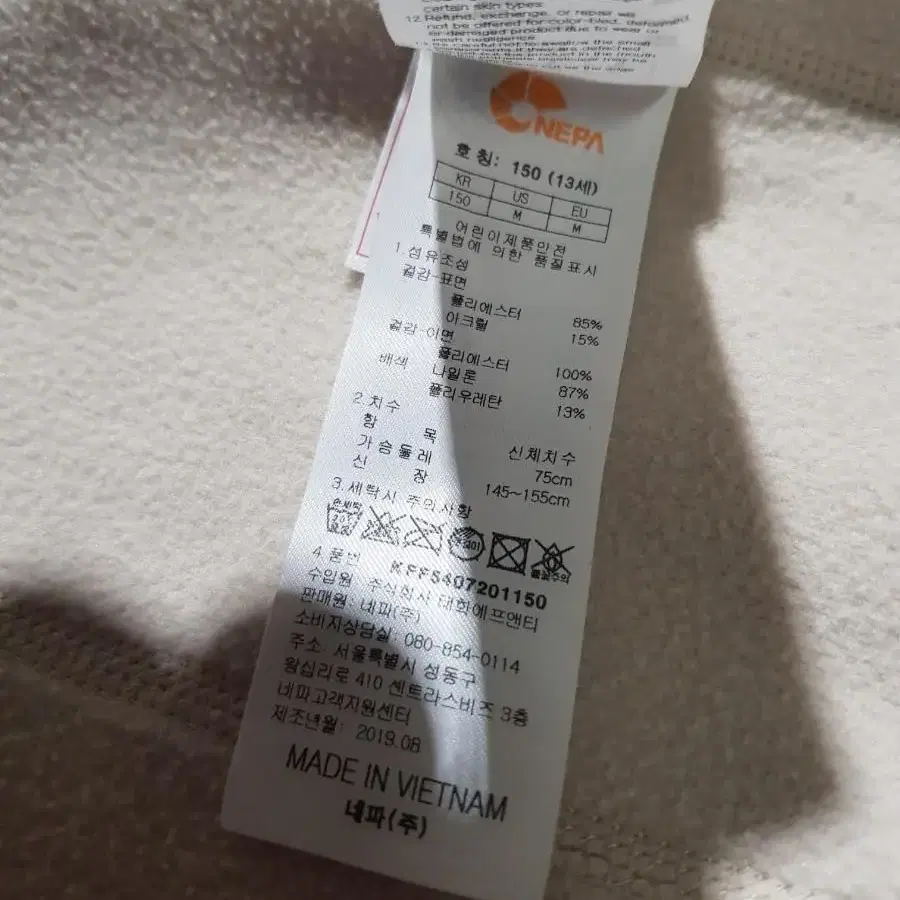 certain skin types.
12.Refund, exchange, or repair we
not be offered for color-bled, deformed
or damaged product due to wear or
wash negligence
NEPA
호 칭: 150 (13세)
KR US EU
150 M M
어린이제품안전
특별법에 의한 품질표시
1.섬유조성
겉감-표면
폴리에스터 85%
아크릴 15%
겉감-이면
폴리에스터 100%
배색 나일론 87%
폴리우레탄 13%
2.치수
항 목 신체치수
가슴둘레 75cm
신 장 145~155cm
3.세탁시 주의사항
손세탁
4.품번 KFF5407201150
수입원: 주식회사 태화에프앤티
판매원: 네파(주)
소비지상담실: 080-854-0114
주소: 서울특별시 성동구
왕십리로 410 센트라스비즈 3층
네파고객지원센터
제조년월: 2019.08
MADE IN VIETNAM
네파(주)